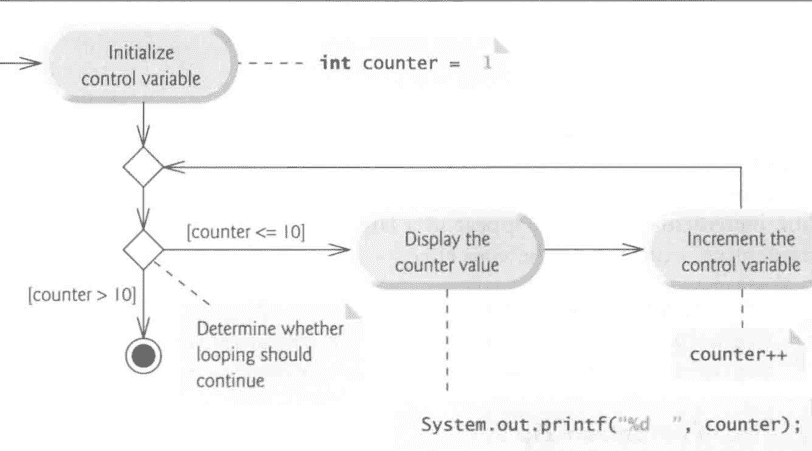 Initialize
control variable
int counter = 1
[counter <= 10]
Display the
counter value
Increment the
control variable
[counter > 10]
Determine whether
looping should
continue
counter++
System.out.printf("%d  ", counter);